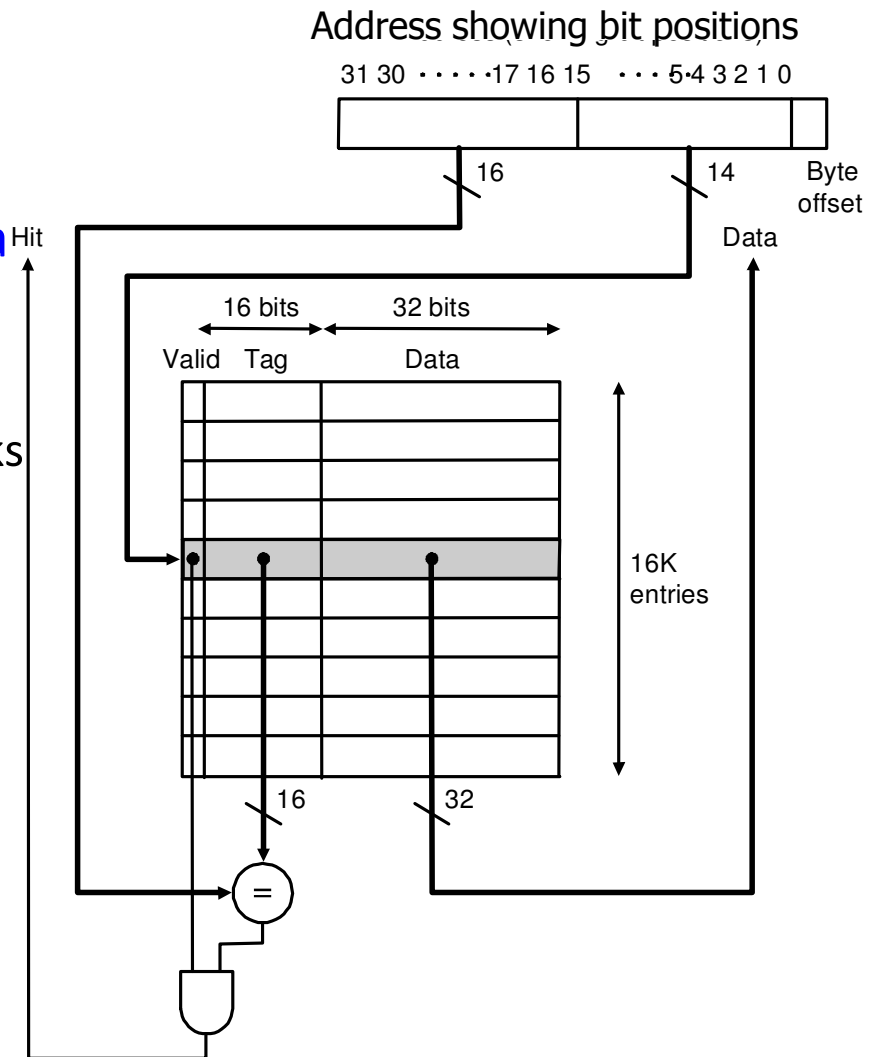 Address showing bit positions
31 30 · · · · · 17 16 15 · · · 5 · 4 3 2 1 0
16
14
Byte
offset
Hit
Data
16 bits
32 bits
Valid Tag
Data
16K
entries
16
32
=